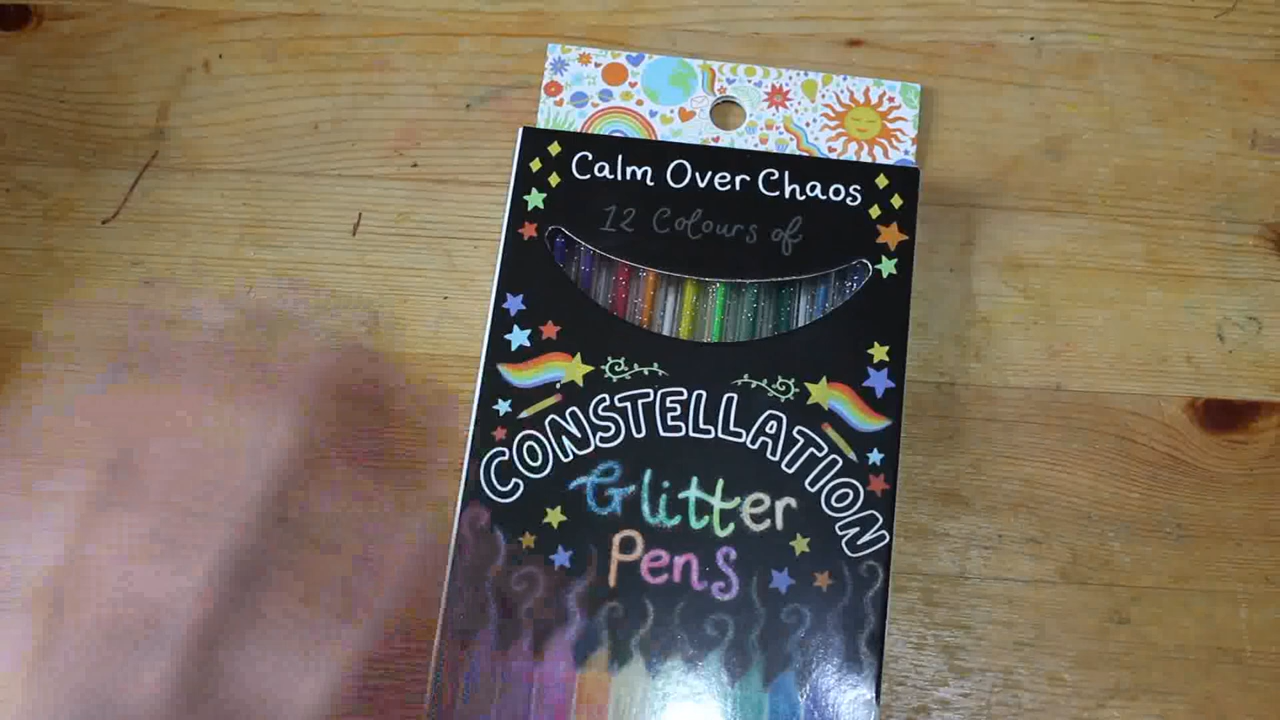 Calm Over Chaos
12 Colours of
CONSTELLATION
Glitter
Pens